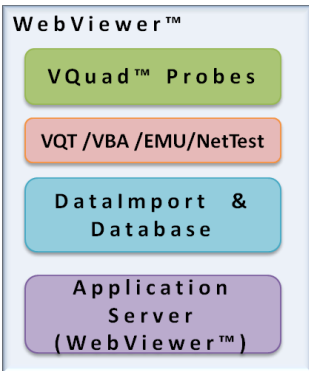 WebViewer™
VQuad™ Probes
VQT /VBA /EMU/NetTest
DataImport &
Database
Application
Server
(WebViewer™)